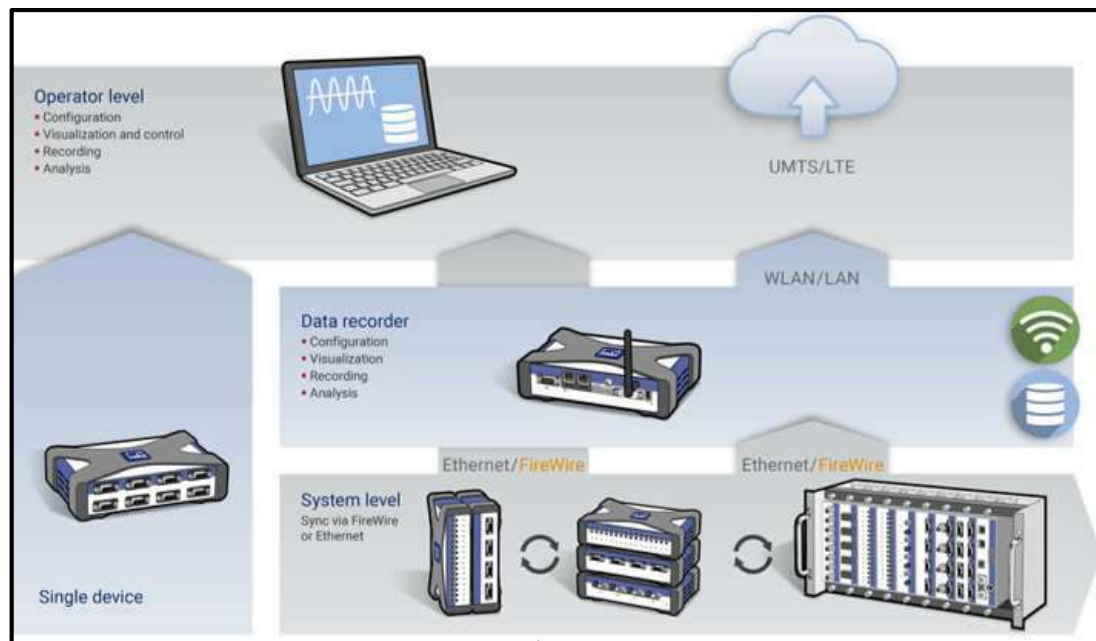 Operator level
• Configuration
• Visualization and control
• Recording
• Analysis
UMTS/LTE
WLAN/LAN
Data recorder
• Configuration
• Visualization
• Recording
• Analysis
Ethernet/FireWire
Ethernet/FireWire
System level
Sync via FireWire
or Ethernet
Single device